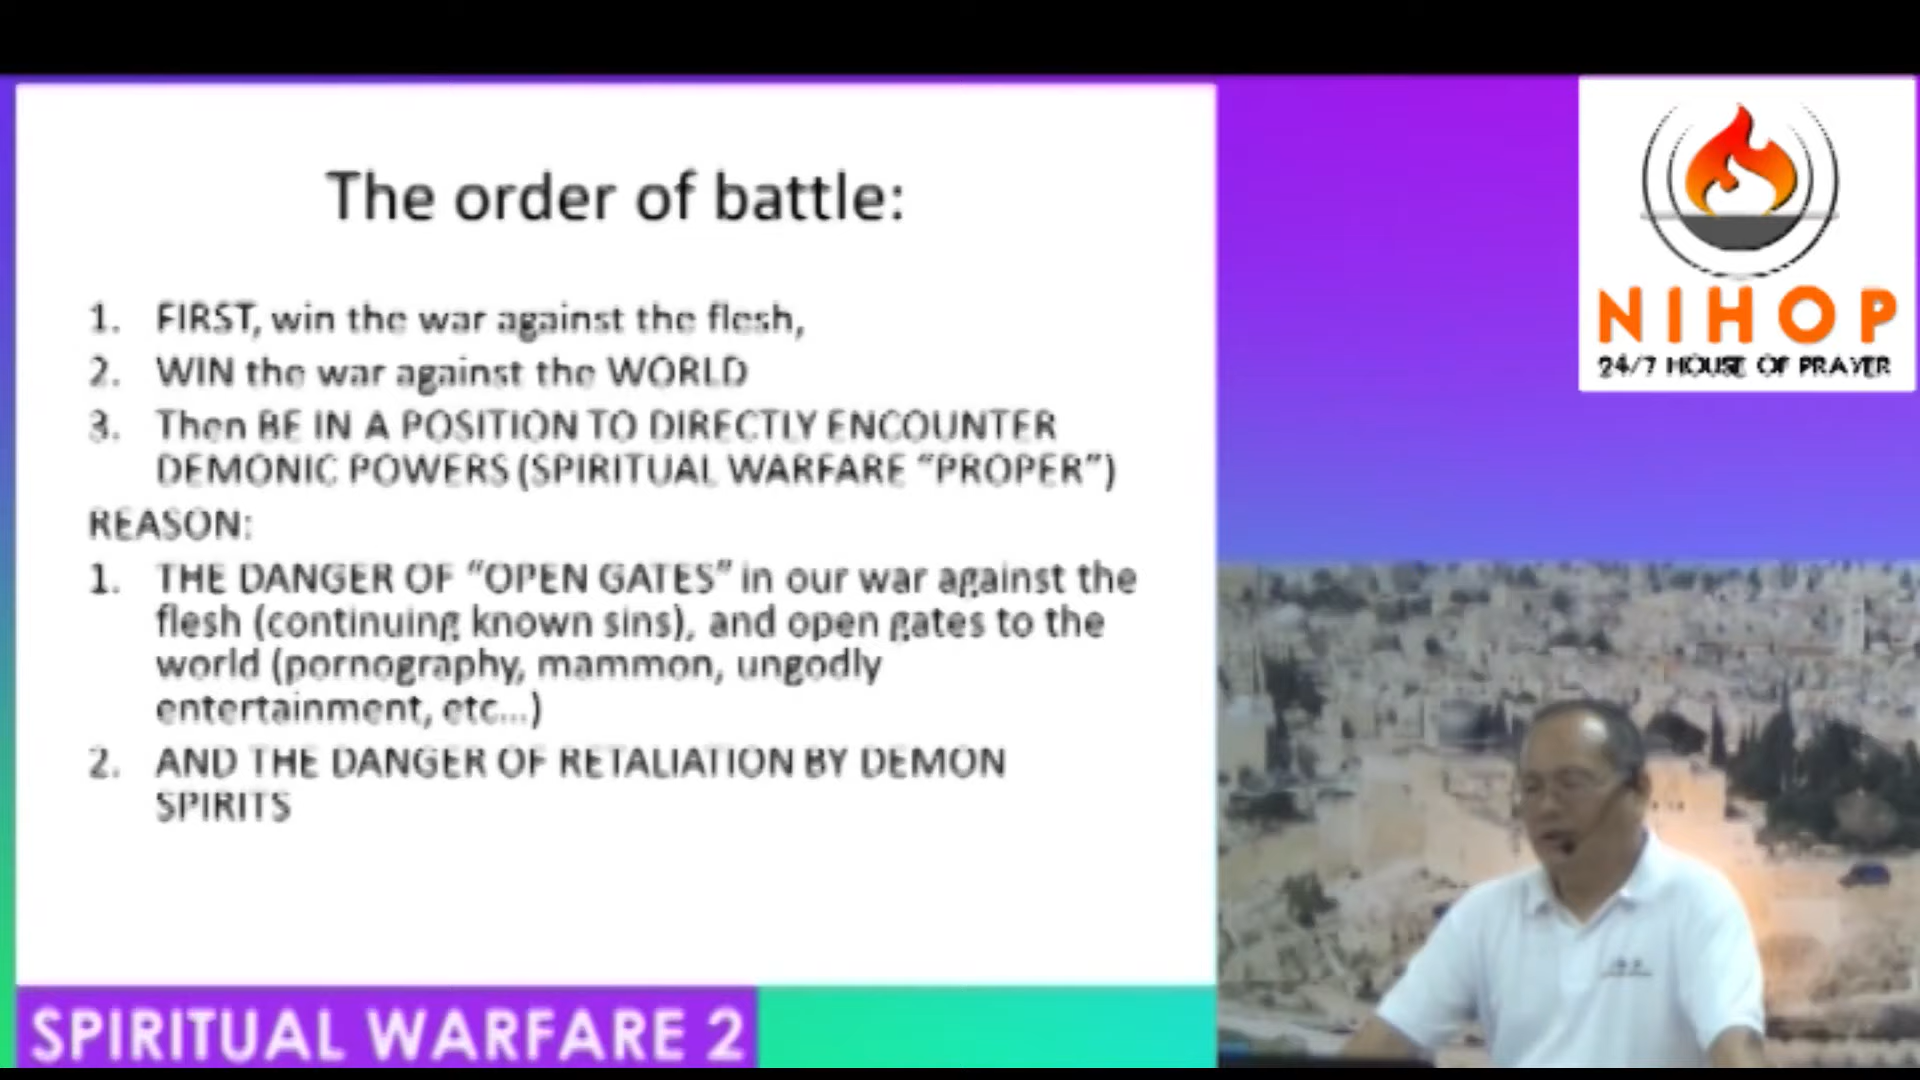 The order of battle:
1. FIRST, win the war against the flesh,
2. WIN the war against the WORLD
3. Then BE IN A POSITION TO DIRECTLY ENCOUNTER
DEMONIC POWERS (SPIRITUAL WARFARE “PROPER”)
REASON:
1. THE DANGER OF “OPEN GATES” in our war against the
flesh (continuing known sins), and open gates to the
world (pornography, mammon, ungodly
entertainment, etc...)
2. AND THE DANGER OF RETALIATION BY DEMON
SPIRITS
SPIRITUAL WARFARE 2
NIHOP
24/7 HOUSE OF PRAYER